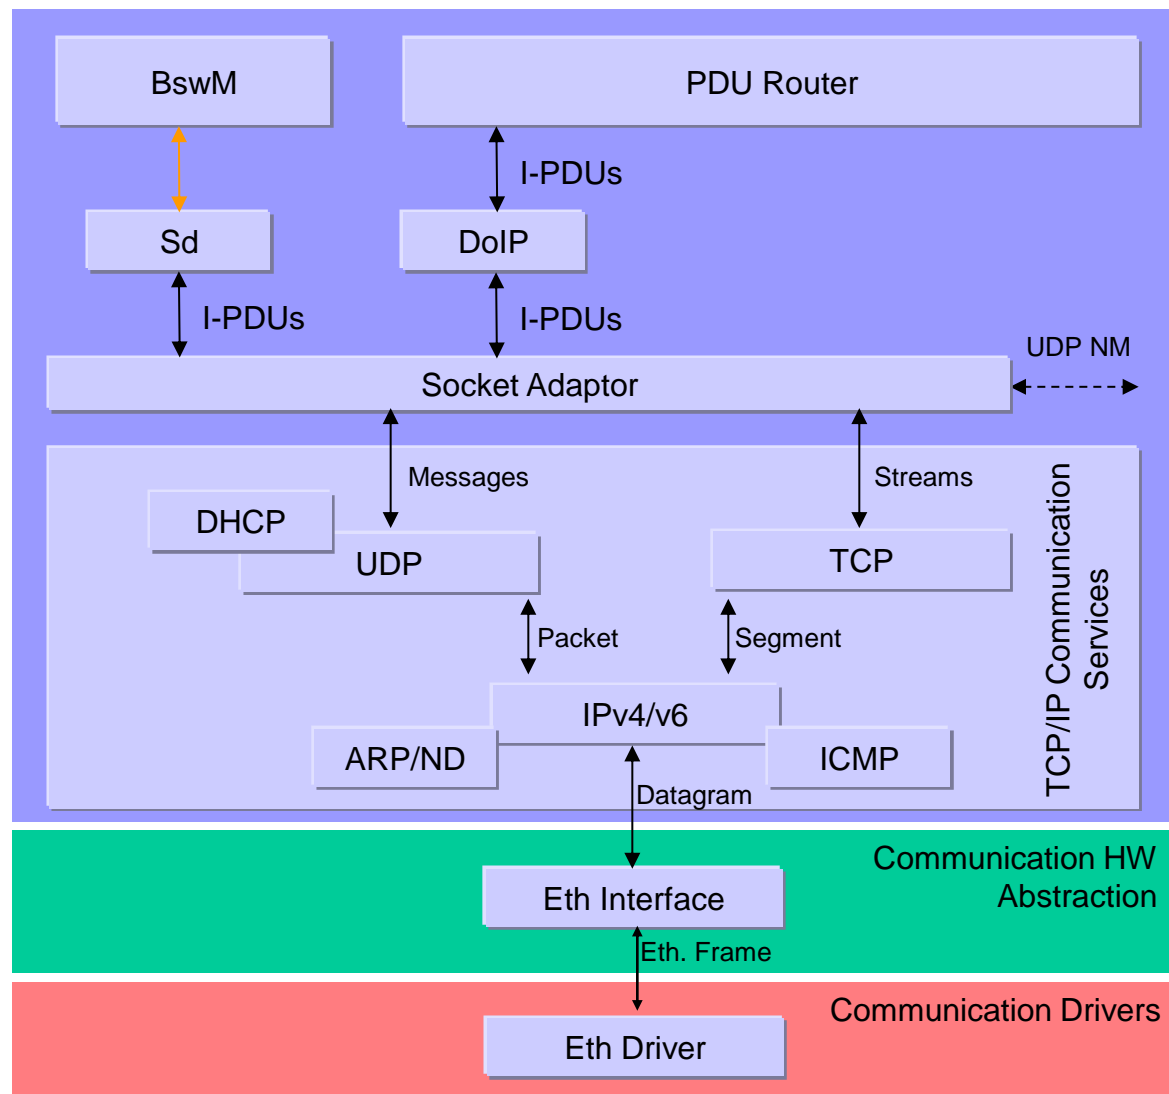 BswM
PDU Router
I-PDUs
Sd
DoIP
I-PDUs
I-PDUs
UDP NM
Socket Adaptor
Messages
Streams
DHCP
UDP
TCP
Packet
Segment
IPv4/v6
ARP/ND
ICMP
Datagram
TCP/IP Communication
Services
Communication HW
Abstraction
Eth Interface
Eth. Frame
Communication Drivers
Eth Driver